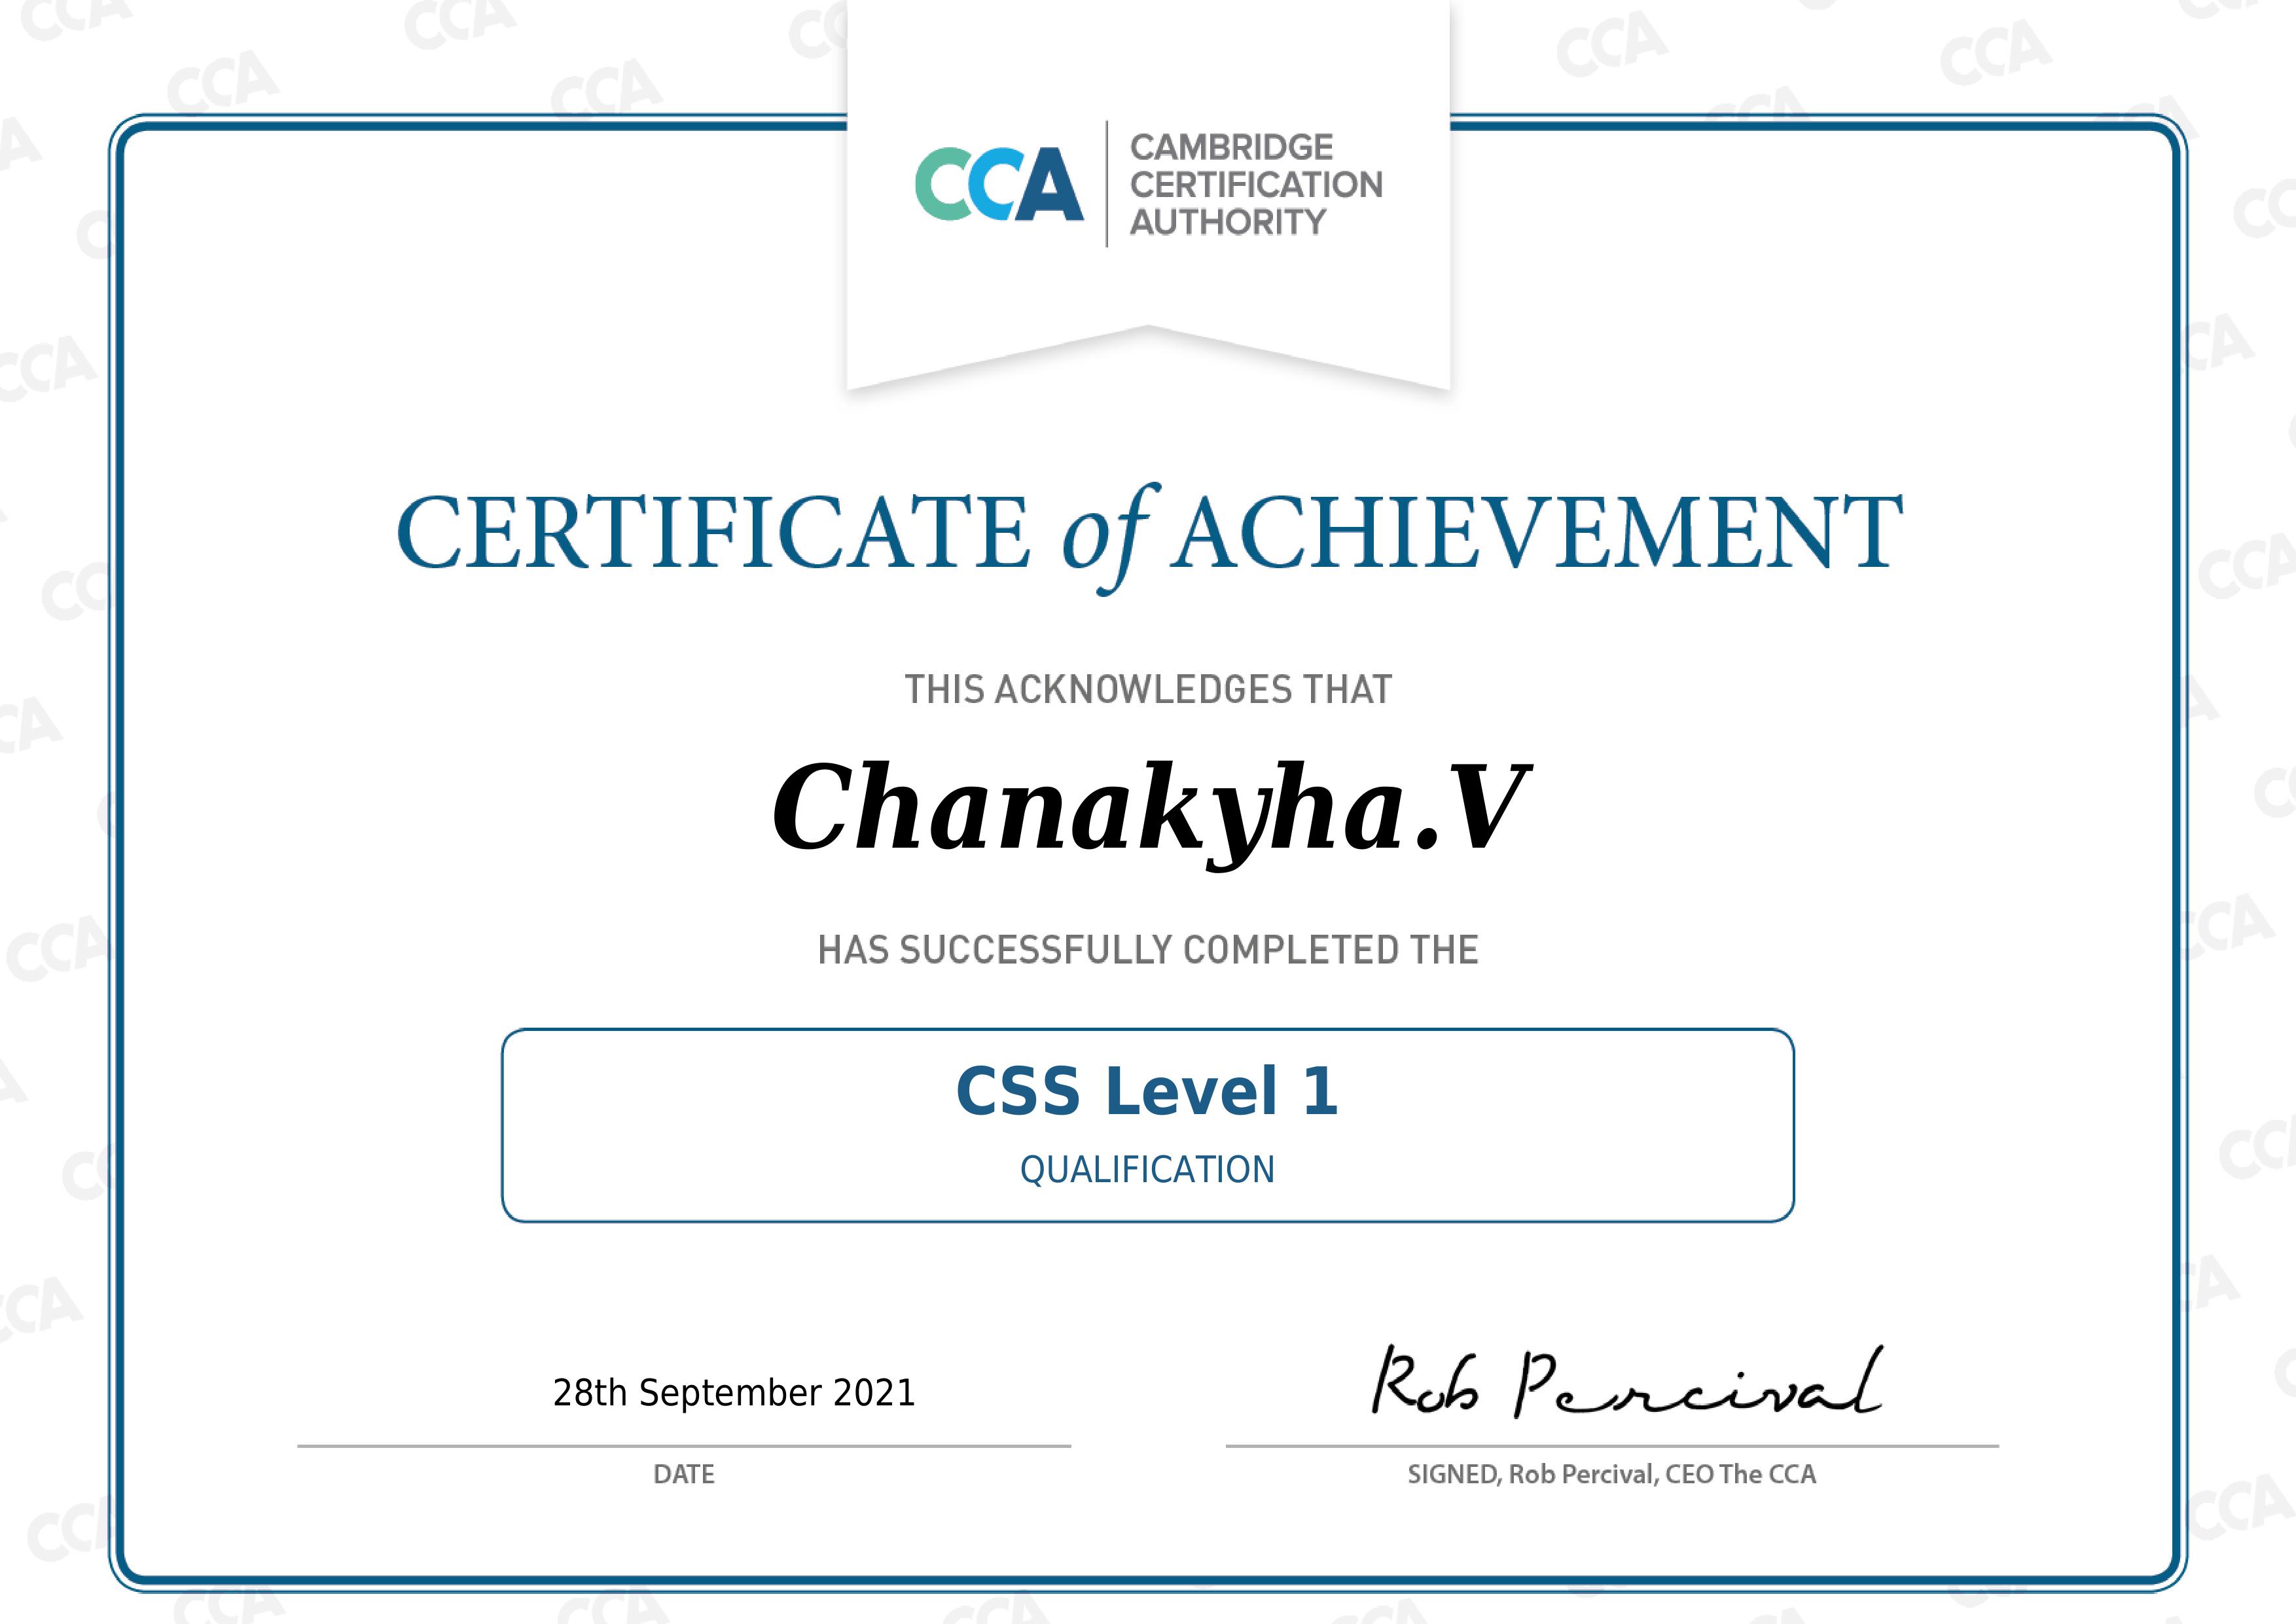 CCA
CAMBRIDGE
CERTIFICATION
AUTHORITY
CERTIFICATE of ACHIEVEMENT
THIS ACKNOWLEDGES THAT
Chanakyha.V
HAS SUCCESSFULLY COMPLETED THE
CSS Level 1
QUALIFICATION
28th September 2021
Rob Percival
DATE
SIGNED, Rob Percival, CEO The CCA